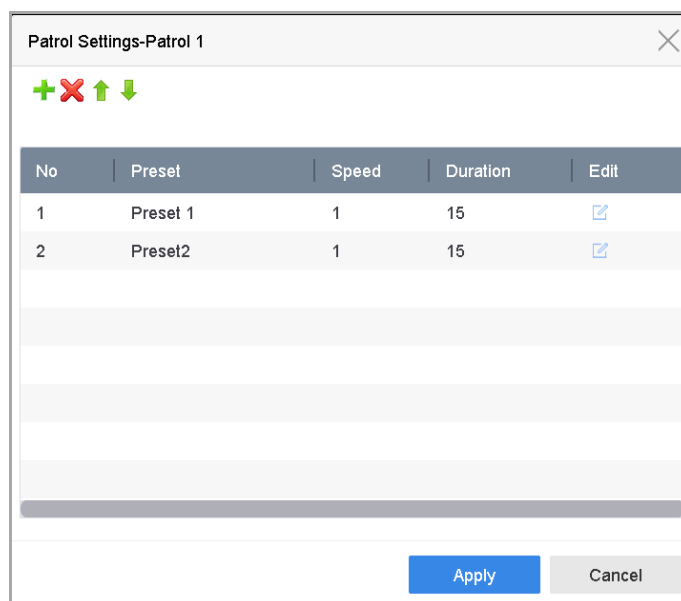 Patrol Settings-Patrol 1
No Preset Speed Duration Edit
1 Preset 1 1 15
2 Preset2 1 15
Apply Cancel